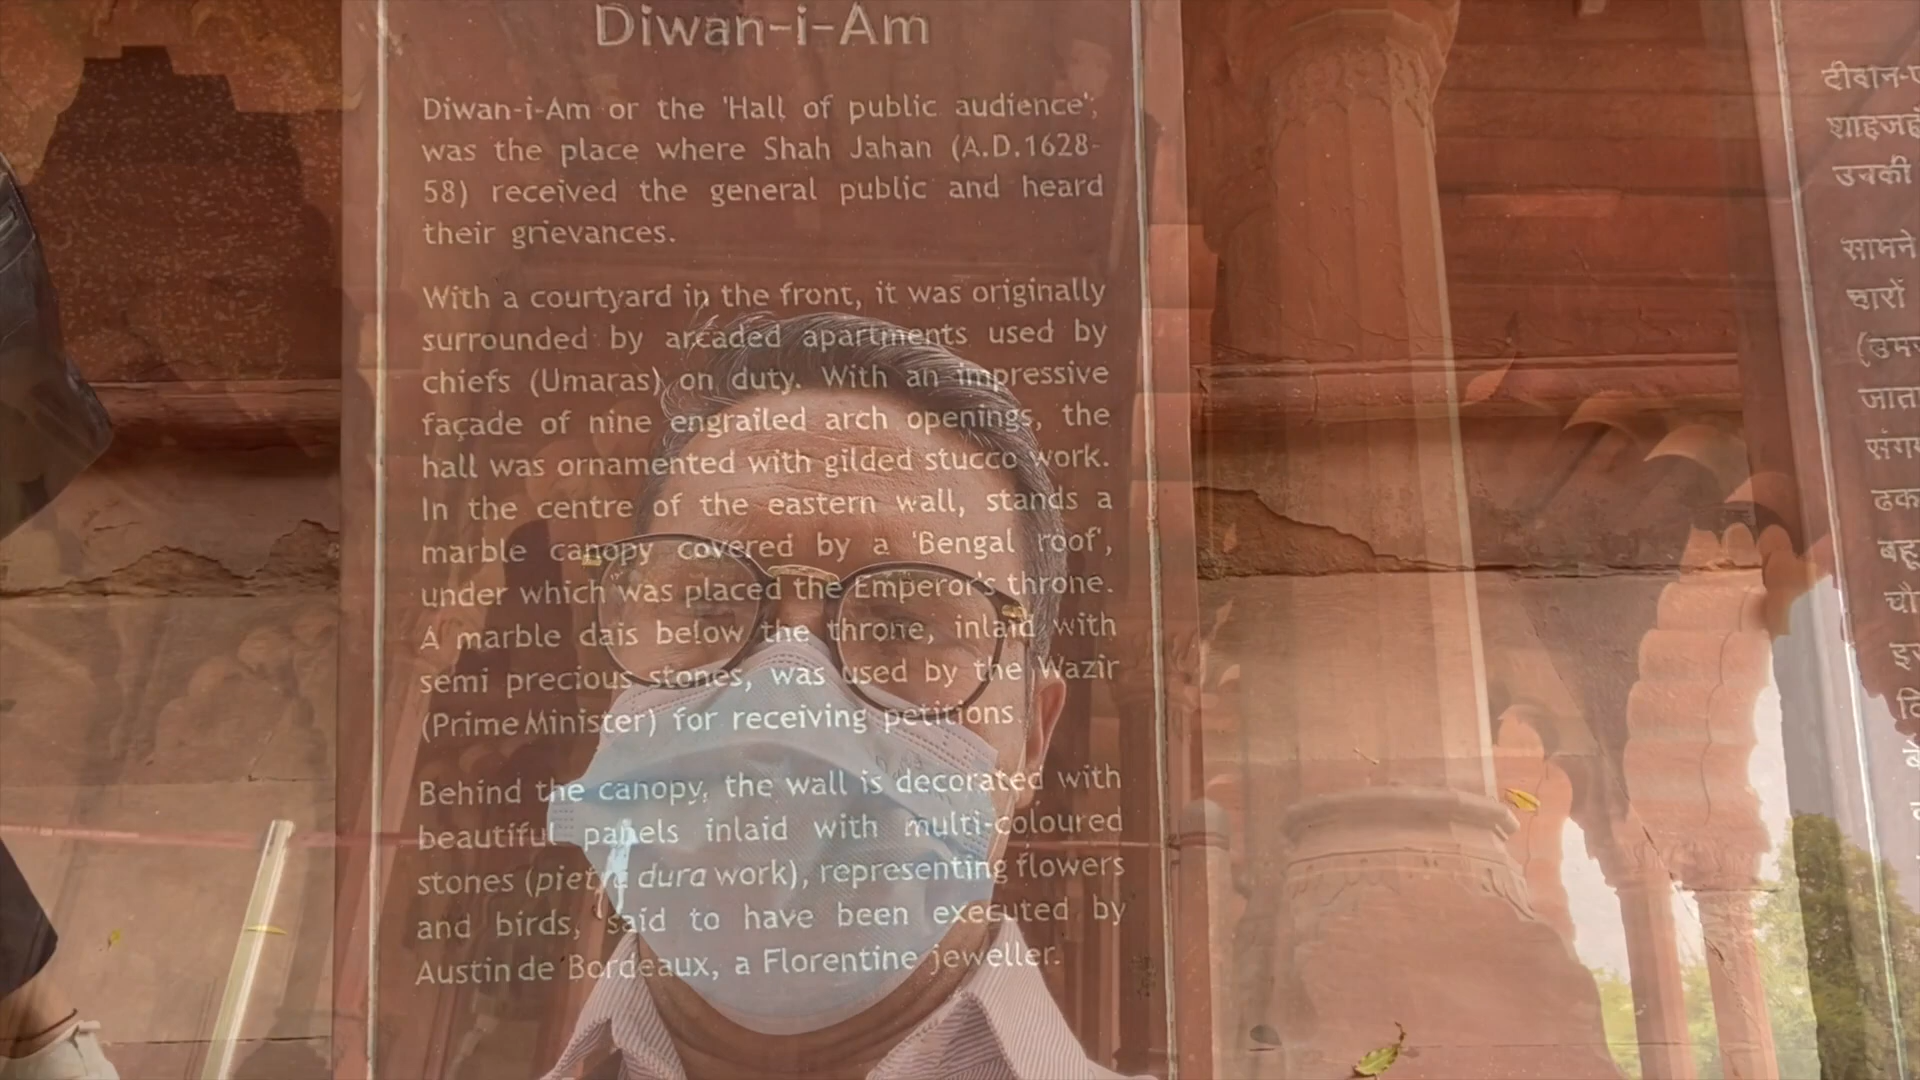 Diwan-i-Am
Diwan-i-Am or the 'Hall of public audience',
was the place where Shah Jahan (A.D.1628-
58) received the general public and heard
their grievances.
With a courtyard in the front, it was originally
surrounded by arcaded apartments used by
chiefs (Umaras) on duty. With an impressive
façade of nine engrailed arch openings, the
hall was ornamented with gilded stucco work.
In the centre of the eastern wall, stands a
marble canopy covered by a 'Bengal roof',
under which was placed the Emperor's throne.
A marble dais below the throne, inlaid with
semi precious stones, was used by the Wazir
(Prime Minister) for receiving petitions.
Behind the canopy, the wall is decorated with
beautiful panels inlaid with multi-coloured
stones (pietra dura work), representing flowers
and birds, said to have been executed by
Austin de Bordeaux, a Florentine jeweller.
उनकी
सामने
चारों